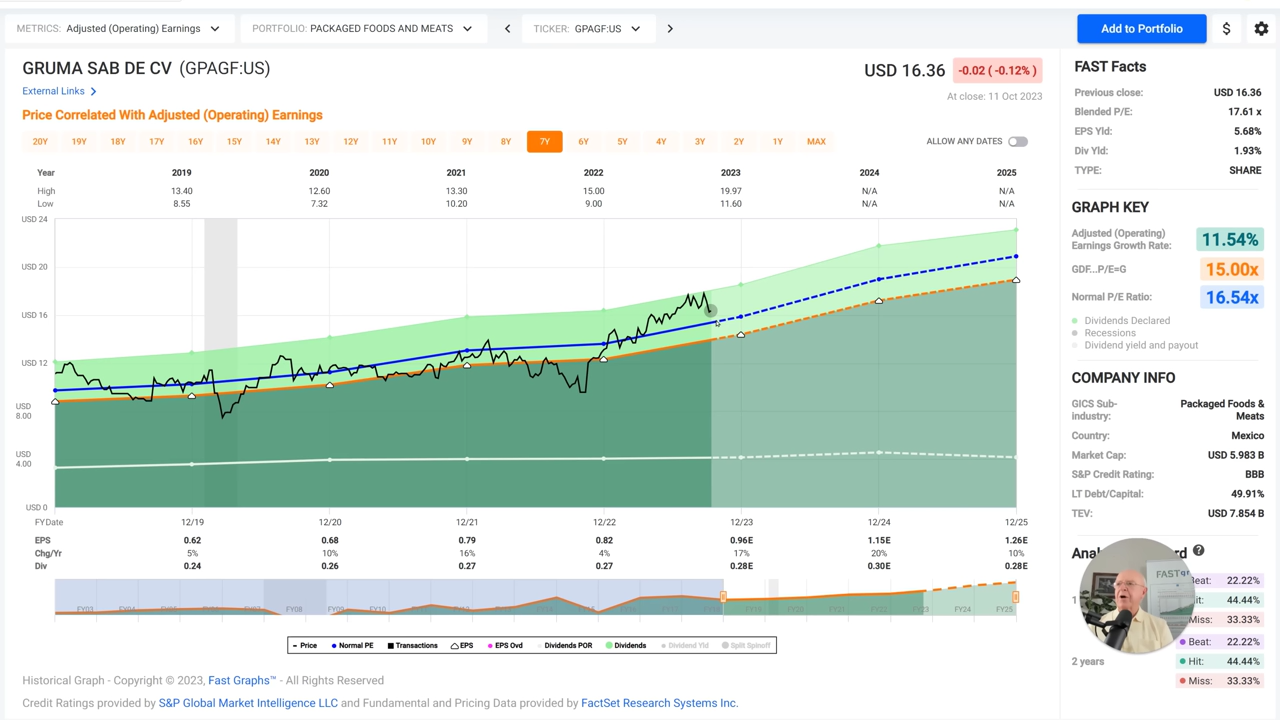 METRICS: Adjusted (Operating) Earnings PORTFOLIO: PACKAGED FOODS AND MEATS TICKER: GPAGF:US Add to Portfolio $
GRUMA SAB DE CV (GPAGF:US) USD 16.36 -0.02 ( -0.12% )
External Links At close: 11 Oct 2023
Price Correlated With Adjusted (Operating) Earnings
20Y 19Y 18Y 17Y 16Y 15Y 14Y 13Y 12Y 11Y 10Y 9Y 8Y 7Y 6Y 5Y 4Y 3Y 2Y 1Y MAX ALLOW ANY DATES
Year 2019 2020 2021 2022 2023 2024 2025
High 13.40 12.60 13.30 15.00 19.97 N/A N/A
Low 8.55 7.32 10.20 9.00 11.60 N/A N/A
USD 24
USD 20
USD 16
USD 12
USD
8.00
USD
4.00
USD 0
FYDate 12/19 12/20 12/21 12/22 12/23 12/24 12/25
EPS 0.62 0.68 0.79 0.82 0.96E 1.15E 1.26E
Chg/Yr 5% 10% 16% 4% 17% 20% 10%
Div 0.24 0.26 0.27 0.27 0.28E 0.30E 0.28E
FY03 FY04 FY08 FY10 FY23 FY24 FY25
Price Normal PE Transactions EPS EPS Ovd Dividends POR Dividends Dividend Yld Split Spinoff
Historical Graph - Copyright © 2023, Fast Graphs™ - All Rights Reserved
Credit Ratings provided by S&P Global Market Intelligence LLC and Fundamental and Pricing Data provided by FactSet Research Systems Inc.
FAST Facts
Previous close: USD 16.36
Blended P/E: 17.61 x
EPS Yld: 5.68%
Div Yld: 1.93%
TYPE: SHARE
GRAPH KEY
Adjusted (Operating)
Earnings Growth Rate: 11.54%
GDF...P/E=G 15.00x
Normal P/E Ratio: 16.54x
Dividends Declared
Recessions
Dividend yield and payout
COMPANY INFO
GICS Sub-
industry: Packaged Foods &
Meats
Country: Mexico
Market Cap: USD 5.983 B
S&P Credit Rating: BBB
LT Debt/Capital: 49.91%
TEV: USD 7.854 B
FAST
Beat: 22.22%
44.44%
Miss: 33.33%
2 years
Beat: 22.22%
Hit: 44.44%
Miss: 33.33%